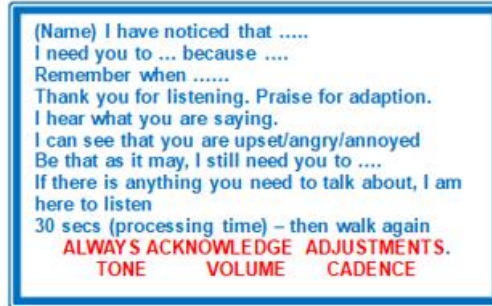 (Name) I have noticed that .....
I need you to ... because ....
Remember when ......
Thank you for listening. Praise for adaption.
I hear what you are saying.
I can see that you are upset/angry/annoyed
Be that as it may, I still need you to ....
If there is anything you need to talk about, I am
here to listen
30 secs (processing time) – then walk again
ALWAYS ACKNOWLEDGE ADJUSTMENTS.
TONE VOLUME CADENCE